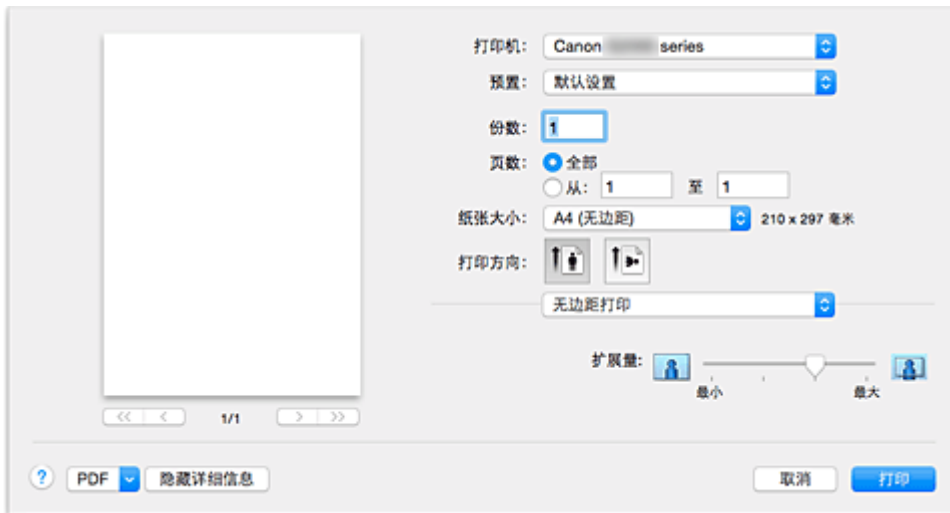 打印机: Canon series
预置: 默认设置
份数: 1
页数: 全部
从: 1 至 1
纸张大小: A4 (无边距) 210 x 297 毫米
打印方向:
无边距打印
扩展量:
最小 最大
<< < 1/1 > >>
? PDF 隐藏详细信息 取消 打印